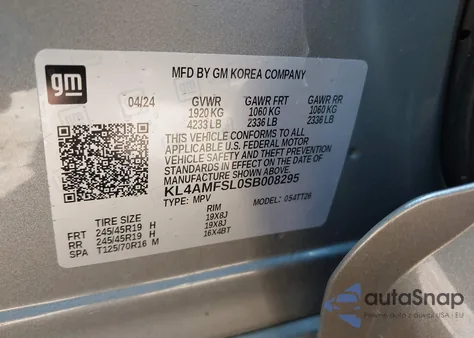 gm
MFD BY GM KOREA COMPANY
04/24 GVWR GAWR FRT GAWR RR
1920 KG 1060 KG 1060 KG
4233 LB 2336 LB 2336 LB
THIS VEHICLE CONFORMS TO ALL
APPLICABLE U.S. FEDERAL MOTOR
VEHICLE SAFETY BUMPER, AND THEFT
PREVENTION STANDARDS IN EFFECT ON
THE DATE OF MANUFACTURE SHOWN ABOVE.
KL4AMFSL0SB008295
TYPE: MPV MODEL: 0S4TT26
TIRE SIZE RIM
FRT 245/45R19 H 19X8J
RR 245/45R19 H 19X8J
SPA T125/70R16 M 16X4BT
autoSnap